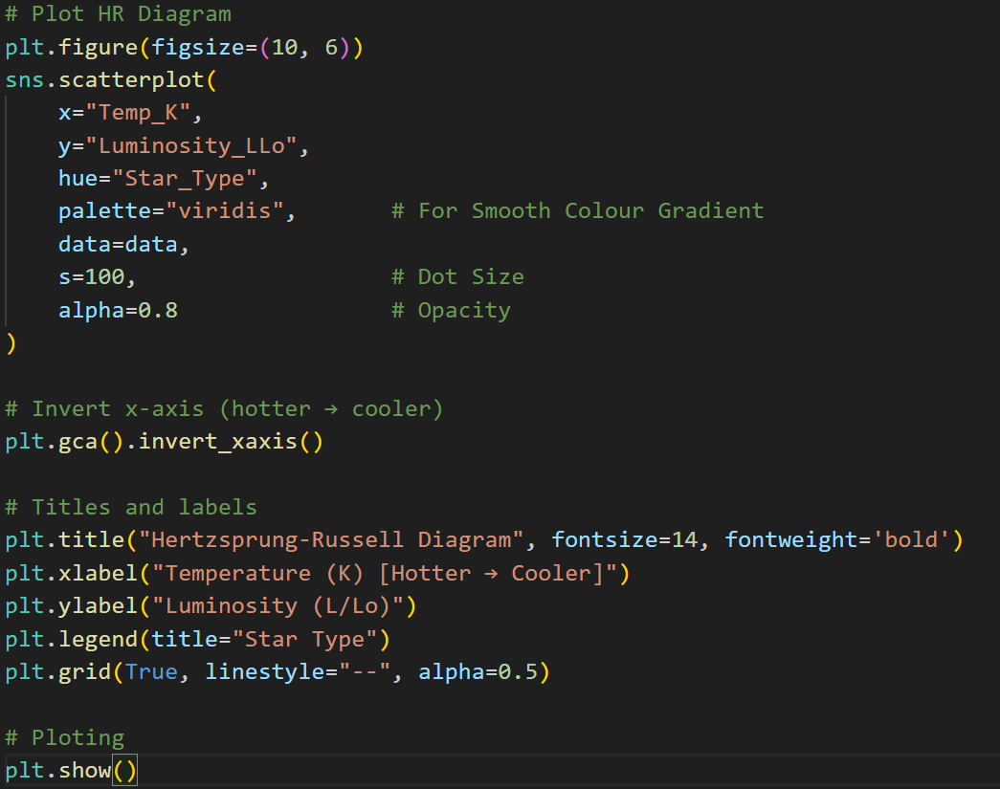 # Plot HR Diagram
plt.figure(figsize=(10, 6))
sns.scatterplot(
    x="Temp_K",
    y="Luminosity_LLo",
    hue="Star_Type",
    palette="viridis",       # For Smooth Colour Gradient
    data=data,
    s=100,                   # Dot Size
    alpha=0.8                # Opacity
)

# Invert x-axis (hotter → cooler)
plt.gca().invert_xaxis()

# Titles and labels
plt.title("Hertzsprung-Russell Diagram", fontsize=14, fontweight='bold')
plt.xlabel("Temperature (K) [Hotter → Cooler]")
plt.ylabel("Luminosity (L/Lo)")
plt.legend(title="Star Type")
plt.grid(True, linestyle="--", alpha=0.5)

# Ploting
plt.show()